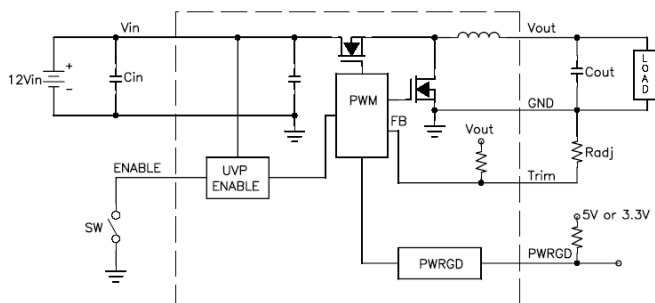 Vin
Vout
12Vin
+
-
Cin
Cout
LOAD
PWM
GND
FB
Vout
Radj
ENABLE
UVP
ENABLE
Trim
SW
5V or 3.3V
PWRGD
PWRGD